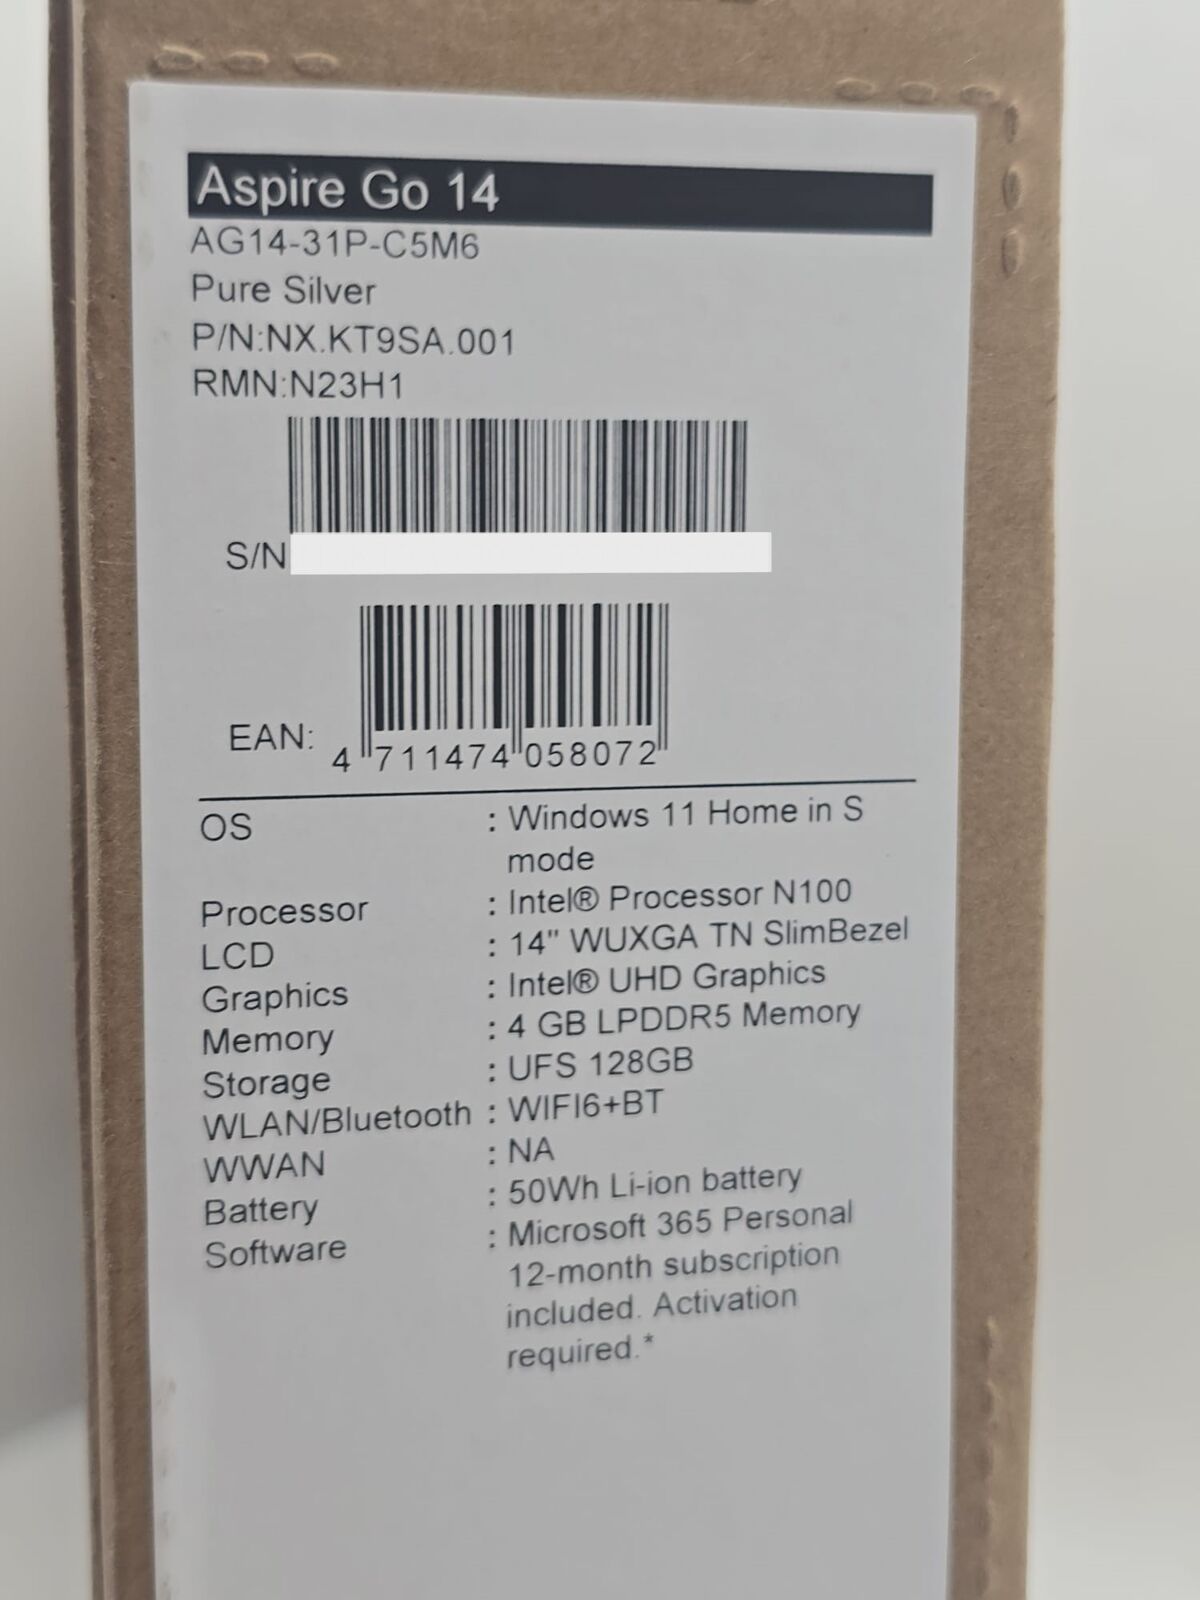 Aspire Go 14
AG14-31P-C5M6
Pure Silver
P/N:NX.KT9SA.001
RMN:N23H1
S/N
EAN: 4 711474 058072
OS : Windows 11 Home in S
mode
Processor : Intel® Processor N100
LCD : 14" WUXGA TN SlimBezel
Graphics : Intel® UHD Graphics
Memory : 4 GB LPDDR5 Memory
Storage : UFS 128GB
WLAN/Bluetooth : WIFI6+BT
WWAN : NA
Battery : 50Wh Li-ion battery
Software : Microsoft 365 Personal
12-month subscription
included. Activation
required.*